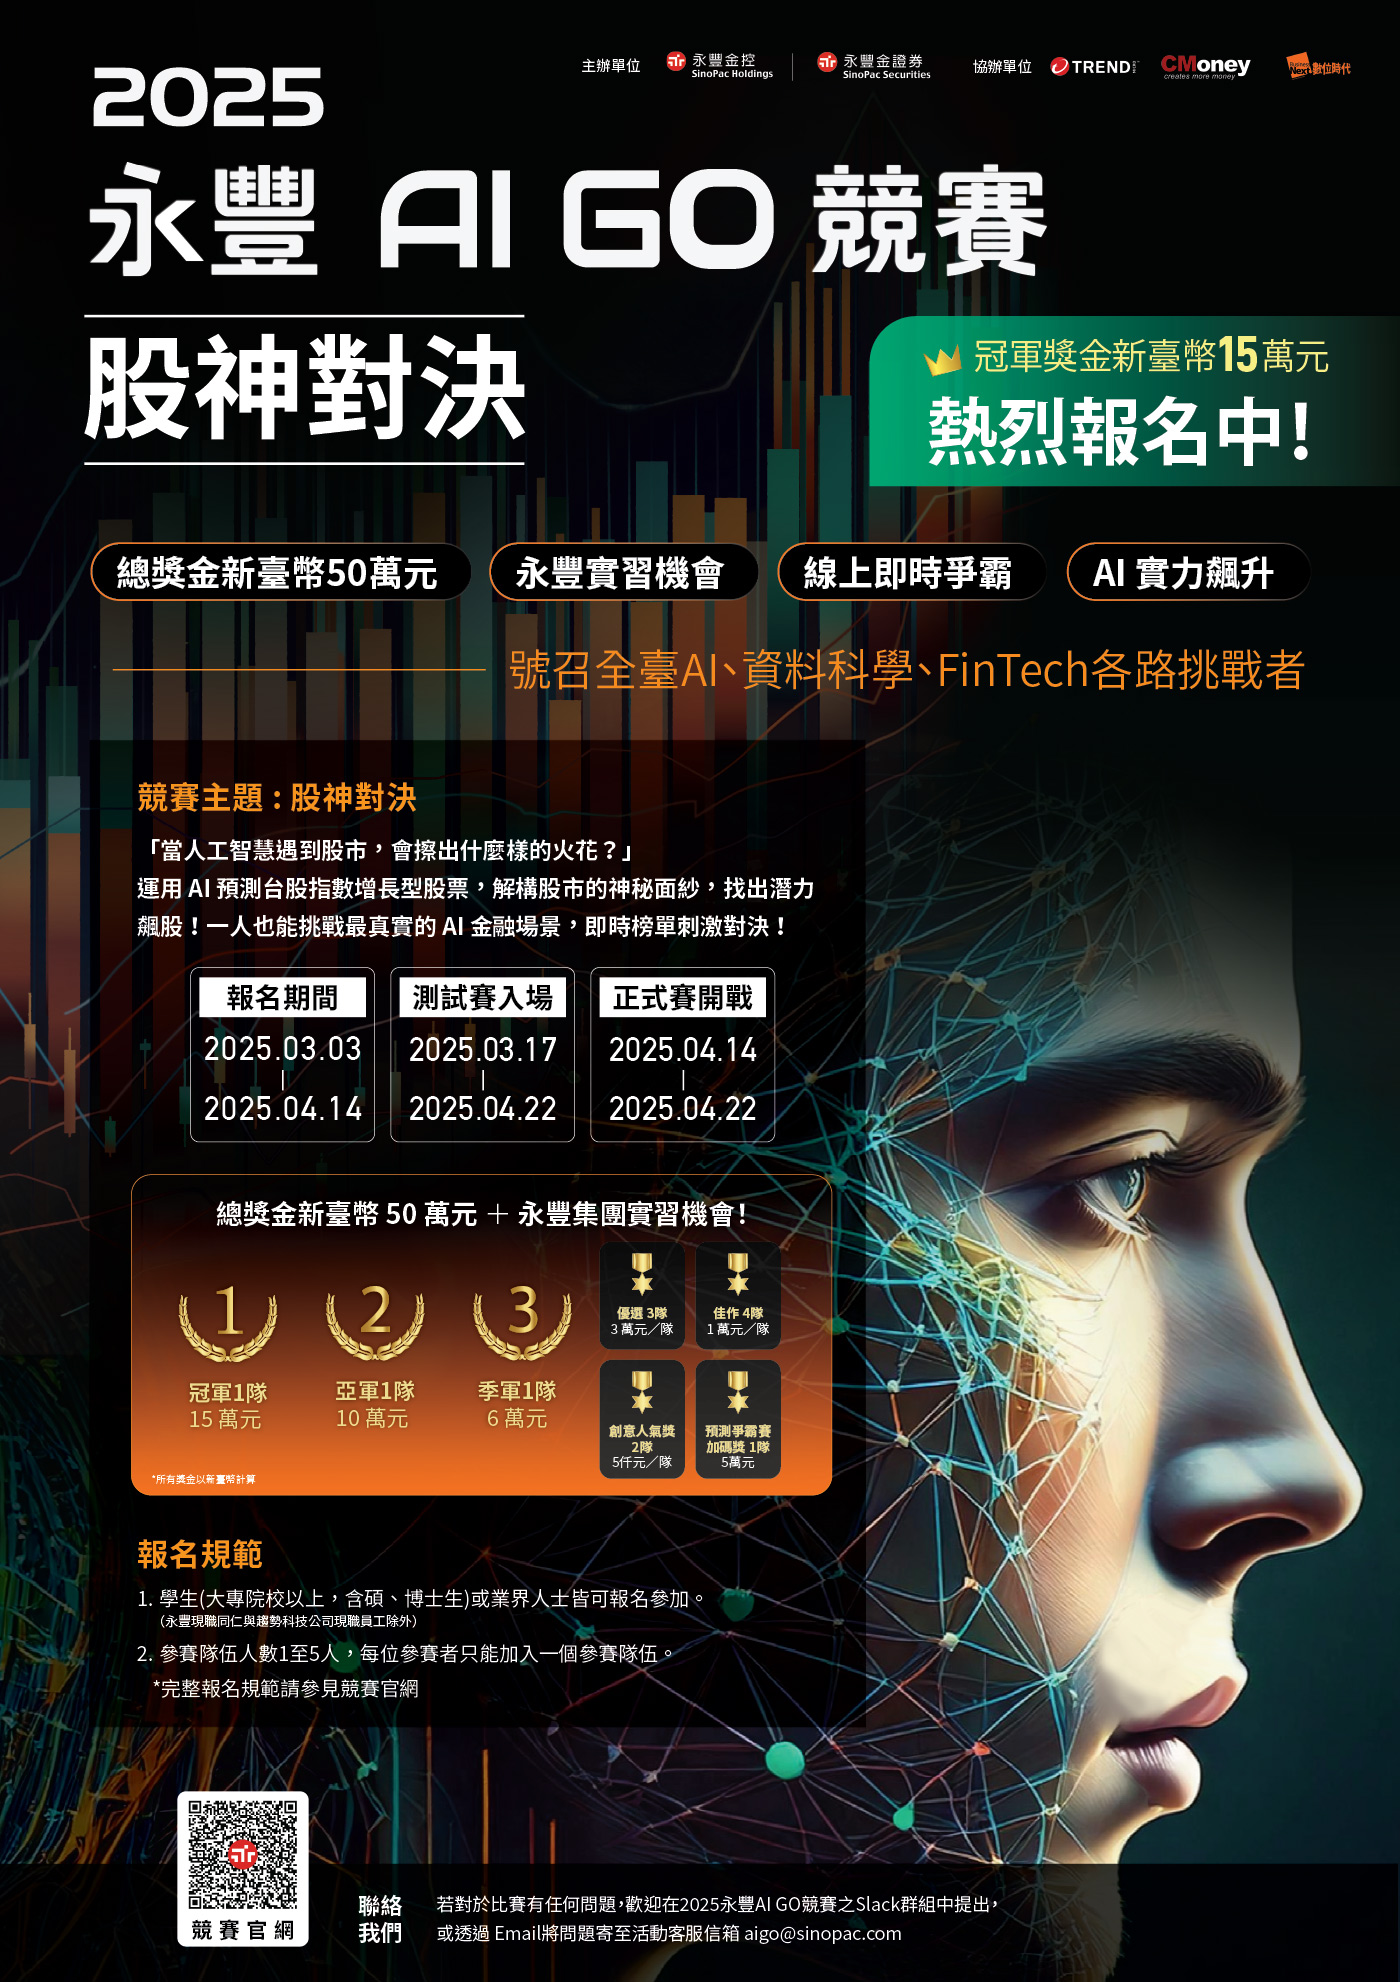 主辦單位 永豐金控 SinoPac Holdings 永豐金證券 SinoPac Securities 協辦單位 TREND CMoney creates more money 數位時代
2025
永豐 AI GO 競賽
股神對決
冠軍獎金新臺幣15萬元
熱烈報名中!
總獎金新臺幣50萬元 永豐實習機會 線上即時爭霸 AI 實力飆升
號召全臺AI、資料科學、FinTech各路挑戰者
競賽主題：股神對決
「當人工智慧遇到股市，會擦出什麼樣的火花？」
運用 AI 預測台股指數增長型股票，解構股市的神秘面紗，找出潛力
飆股！一人也能挑戰最真實的 AI 金融場景，即時榜單刺激對決！
報名期間
2025.03.03
|
2025.04.14
測試賽入場
2025.03.17
|
2025.04.22
正式賽開戰
2025.04.14
|
2025.04.22
總獎金新臺幣 50 萬元 ＋ 永豐集團實習機會！
1
冠軍1隊
15 萬元
2
亞軍1隊
10 萬元
3
季軍1隊
6 萬元
優選 3隊
3 萬元／隊
佳作 4隊
1 萬元／隊
創意人氣獎
2隊
5仟元／隊
預測爭霸賽
加碼獎 1隊
5萬元
*所有獎金以新臺幣計算
報名規範
1. 學生(大專院校以上，含碩、博士生)或業界人士皆可報名參加。
（永豐現職同仁與趨勢科技公司現職員工除外）
2. 參賽隊伍人數1至5人，每位參賽者只能加入一個參賽隊伍。
*完整報名規範請參見競賽官網
競賽官網
聯絡
我們
若對於比賽有任何問題，歡迎在2025永豐AI GO競賽之Slack群組中提出，
或透過 Email將問題寄至活動客服信箱 aigo@sinopac.com